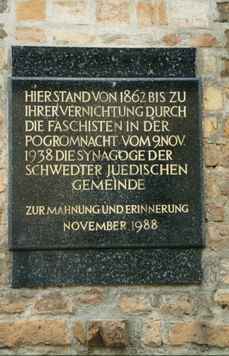 HIER STAND VON 1862 BIS ZU
IHRER VERNICHTUNG DURCH
DIE FASCHISTEN IN DER
POGROMNACHT VOM 9.NOV.
1938 DIE SYNAGOGE DER
SCHWEDTER JUEDISCHEN
GEMEINDE
ZUR MAHNUNG UND ERINNERUNG
NOVEMBER 1988